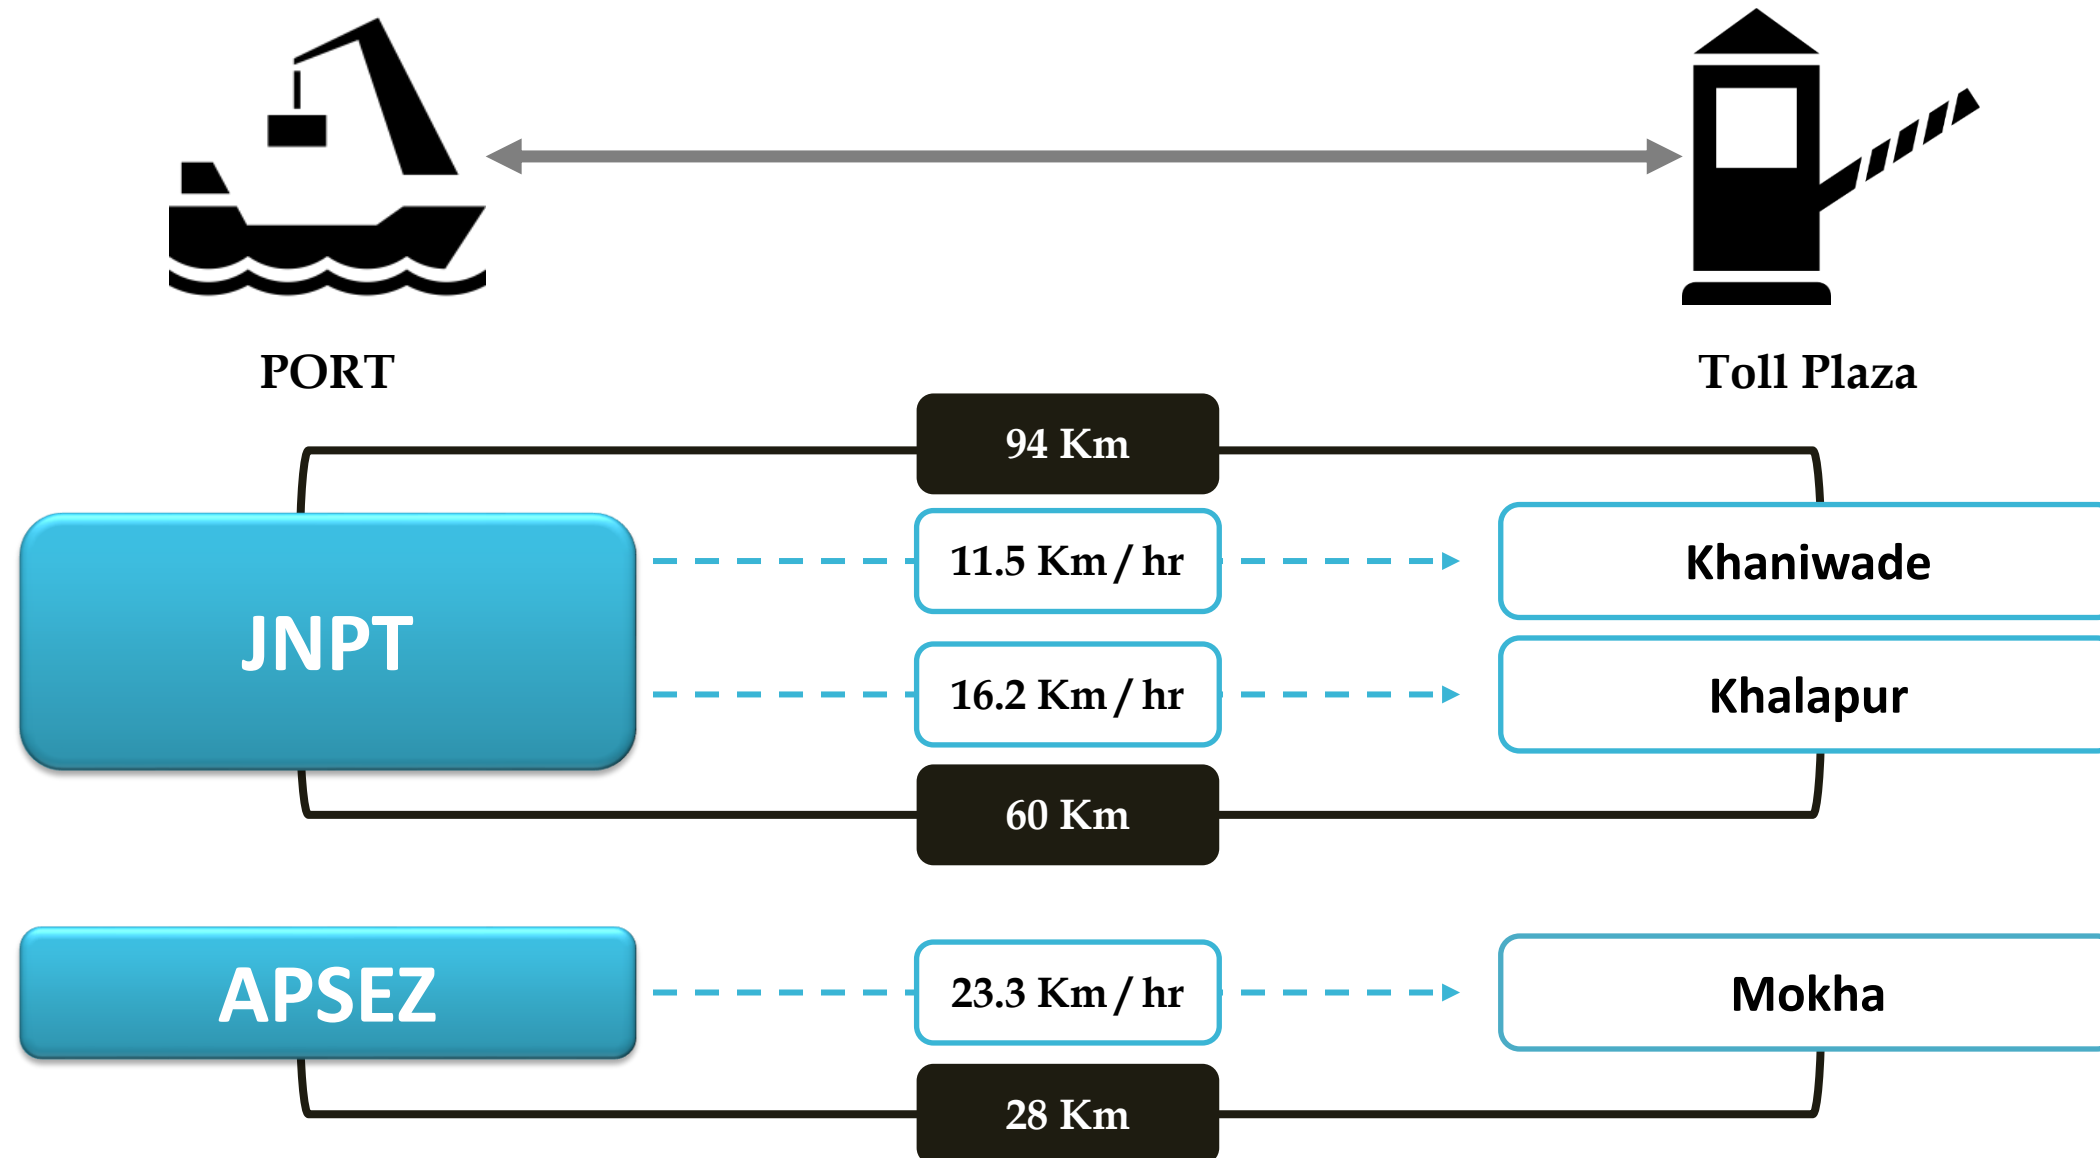 PORT
Toll Plaza
94 Km
JNPT
11.5 Km/hr
Khaniwade
16.2 Km/hr
Khalapur
60 Km
APSEZ
23.3 Km/hr
Mokha
28 Km